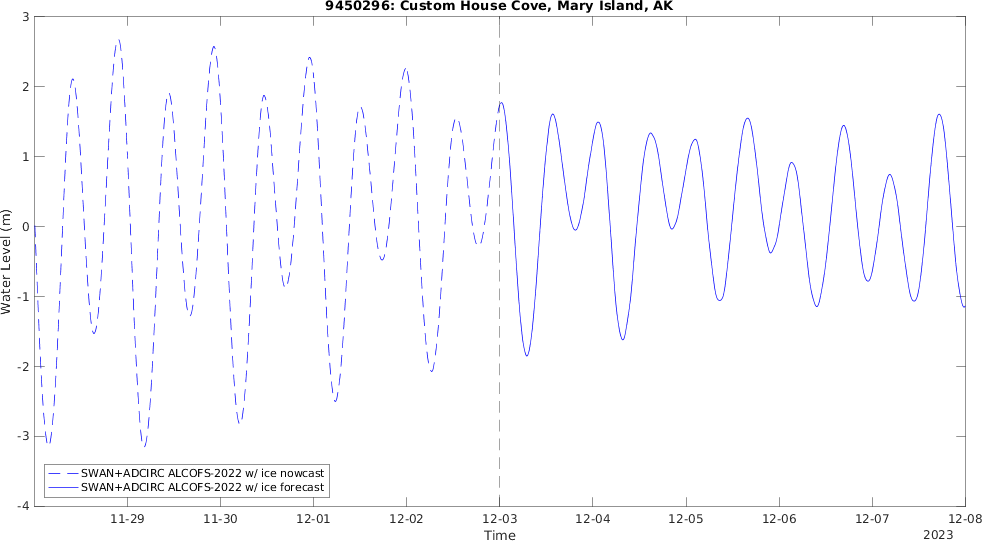 9450296: Custom House Cove, Mary Island, AK
3
2
1
0
-1
-2
-3
-4
Water Level (m)
SWAN+ADCIRC ALCOFS-2022 w/ ice nowcast
SWAN+ADCIRC ALCOFS-2022 w/ ice forecast
11-29 11-30 12-01 12-02 12-03 12-04 12-05 12-06 12-07 12-08
Time
2023